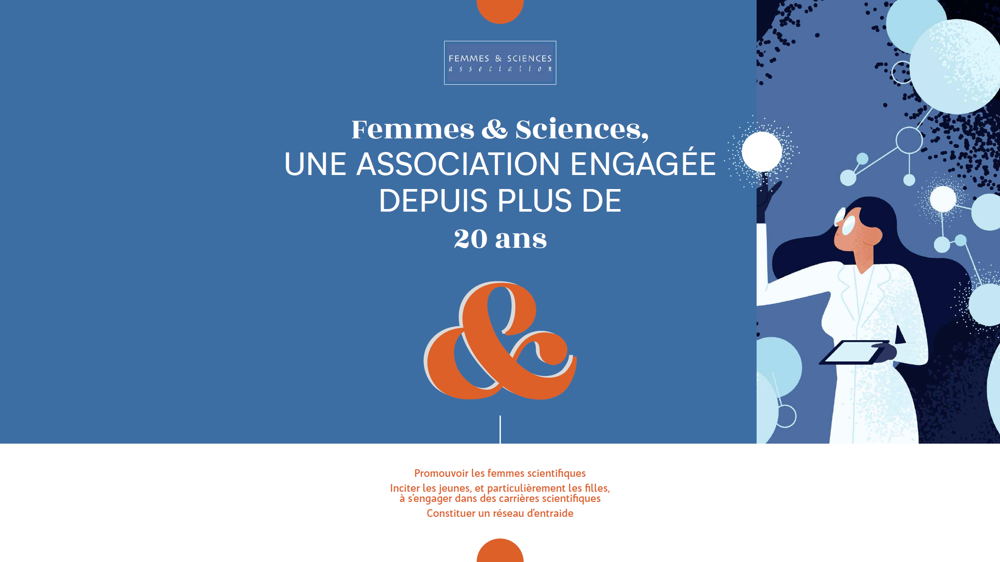 FEMMES & SCIENCES
association
Femmes & Sciences,
UNE ASSOCIATION ENGAGÉE
DEPUIS PLUS DE
20 ans
&
Promouvoir les femmes scientifiques
Inciter les jeunes, et particulièrement les filles,
à s’engager dans des carrières scientifiques
Constituer un réseau d’entraide